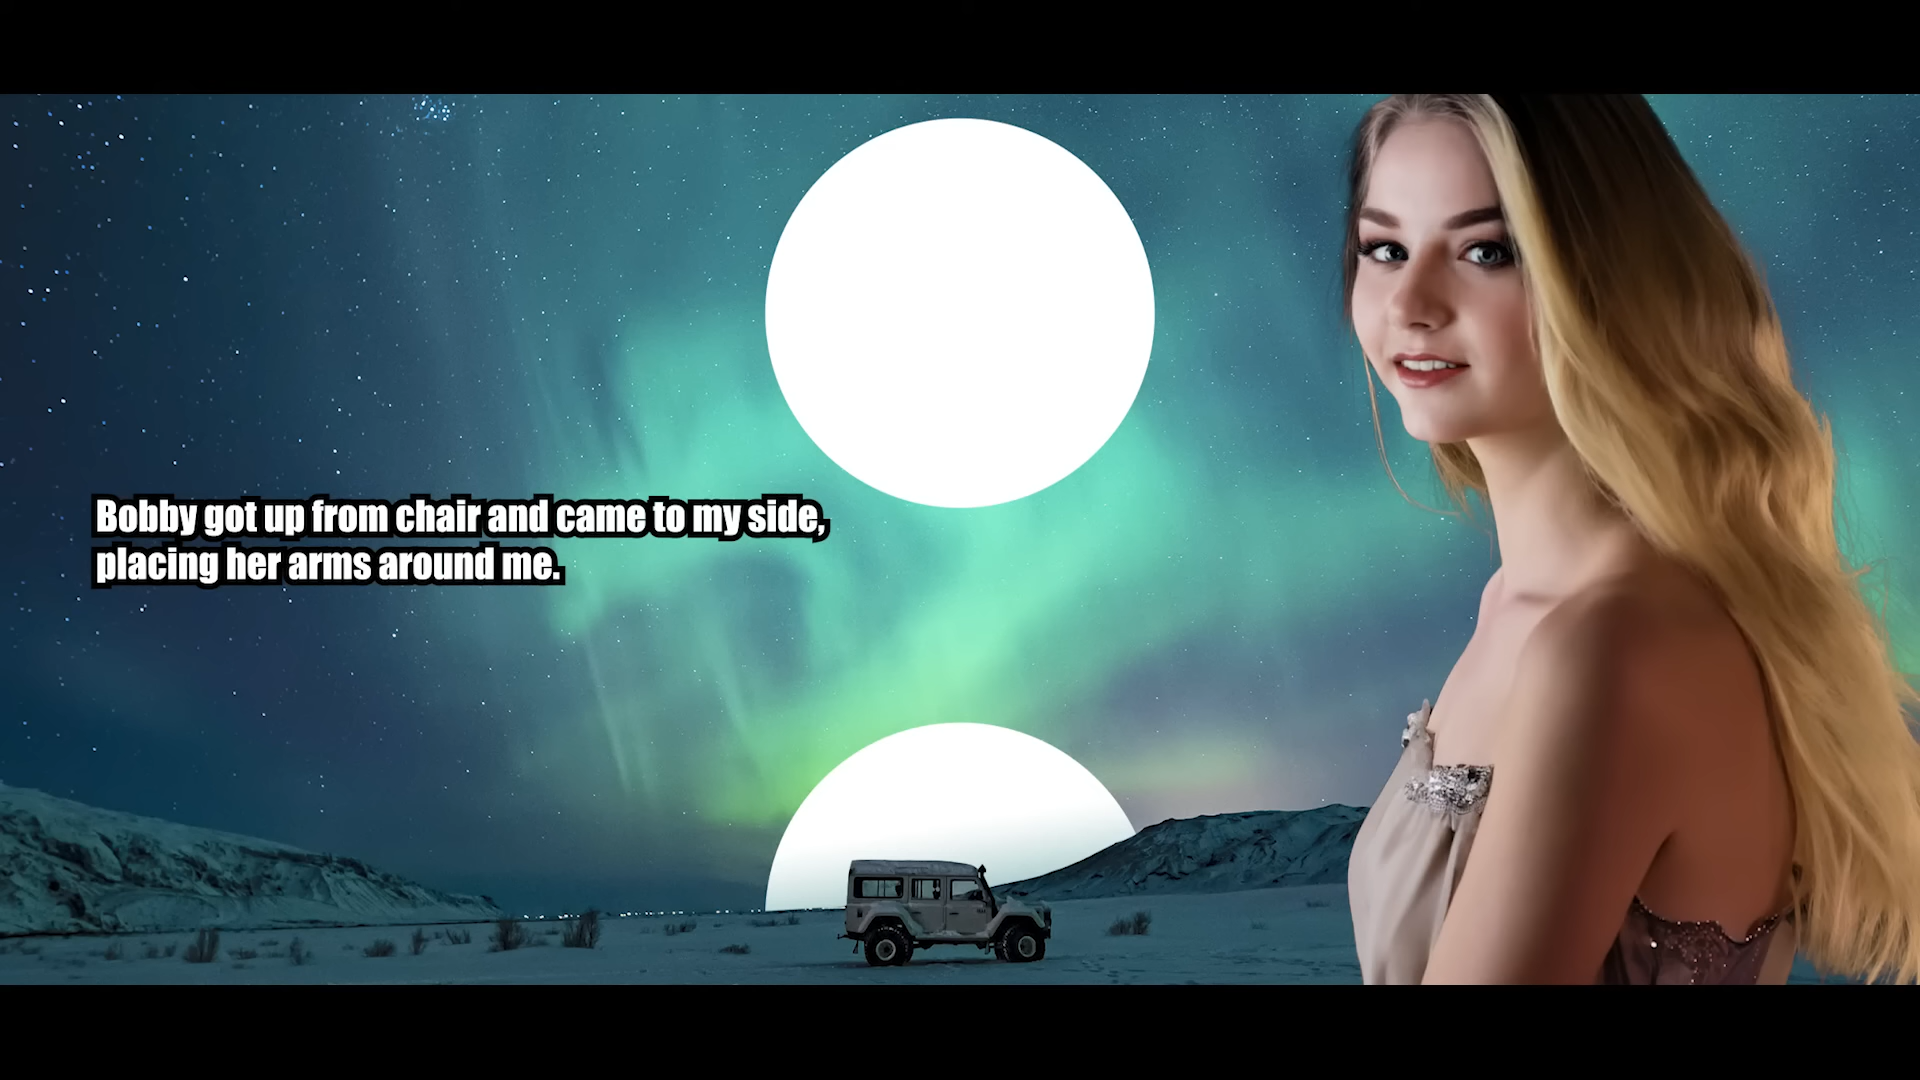 Bobby got up from chair and came to my side,
placing her arms around me.